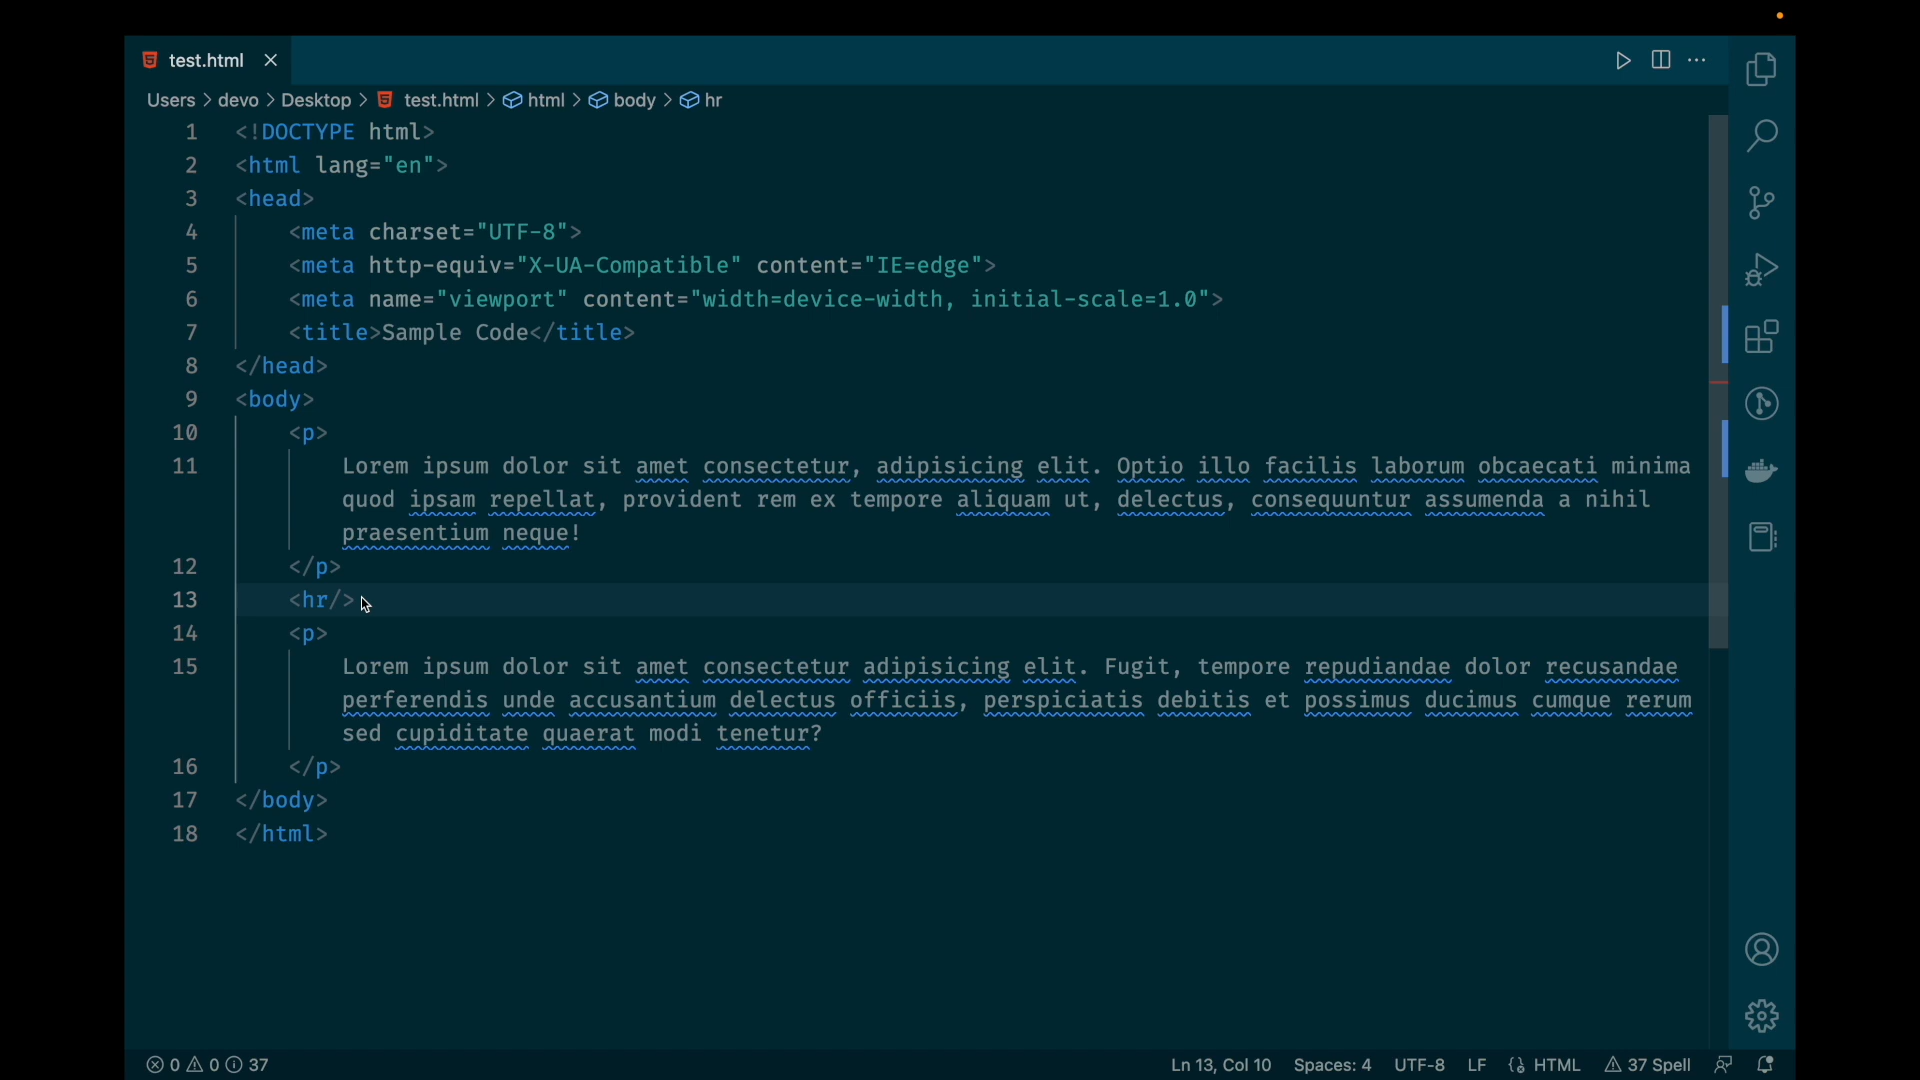 test.html
Users > devo > Desktop > test.html > html > body > hr
1 <!DOCTYPE html>
2 <html lang="en">
3 <head>
4     <meta charset="UTF-8">
5     <meta http-equiv="X-UA-Compatible" content="IE=edge">
6     <meta name="viewport" content="width=device-width, initial-scale=1.0">
7     <title>Sample Code</title>
8 </head>
9 <body>
10     <p>
11         Lorem ipsum dolor sit amet consectetur, adipisicing elit. Optio illo facilis laborum obcaecati minima
quod ipsam repellat, provident rem ex tempore aliquam ut, delectus, consequuntur assumenda a nihil
praesentium neque!
12     </p>
13     <hr/>
14     <p>
15         Lorem ipsum dolor sit amet consectetur adipisicing elit. Fugit, tempore repudiandae dolor recusandae
perferendis unde accusantium delectus officiis, perspiciatis debitis et possimus ducimus cumque rerum
sed cupiditate quaerat modi tenetur?
16     </p>
17 </body>
18 </html>
0 0 37 Ln 13, Col 10 Spaces: 4 UTF-8 LF HTML 37 Spell